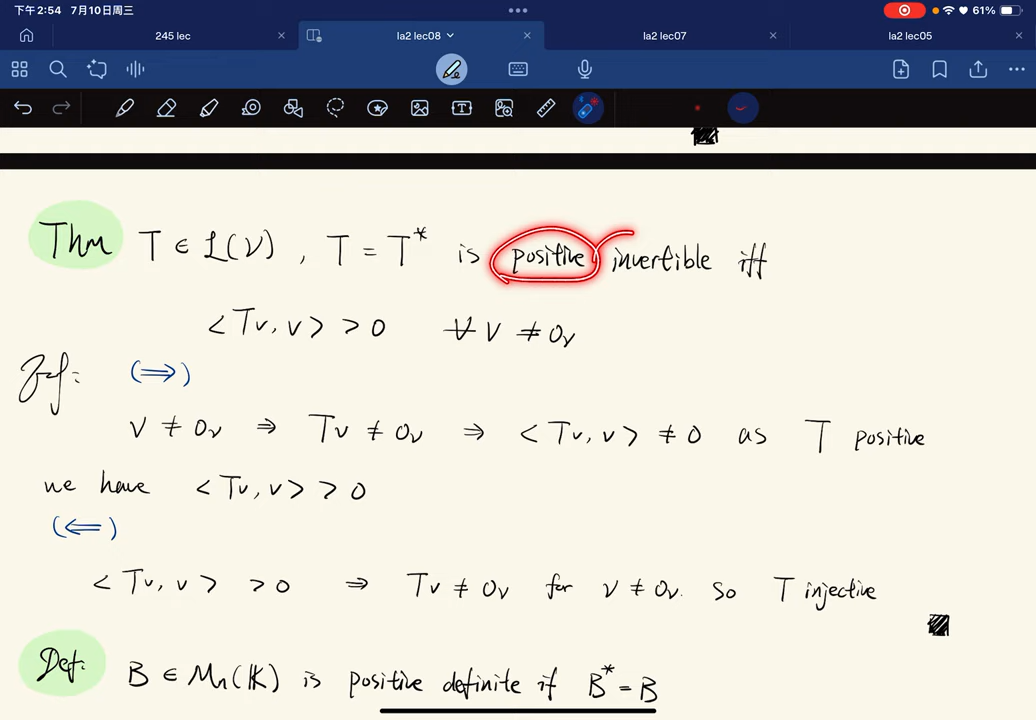 下午2:54 7月10日周三
61%
245 lec
la2 lec08
la2 lec07
la2 lec05
Thm T ∈ L(V), T = T* is positive invertible iff
<Tv, v> > 0 ∀ v ≠ 0v
Prf: (⇒)
v ≠ 0v ⇒ Tv ≠ 0v ⇒ <Tv, v> ≠ 0 as T positive
we have <Tv, v> > 0
(⇐)
<Tv, v> > 0 ⇒ Tv ≠ 0v for v ≠ 0v. so T injective
Def: B ∈ Mn(K) is positive definite if B* = B